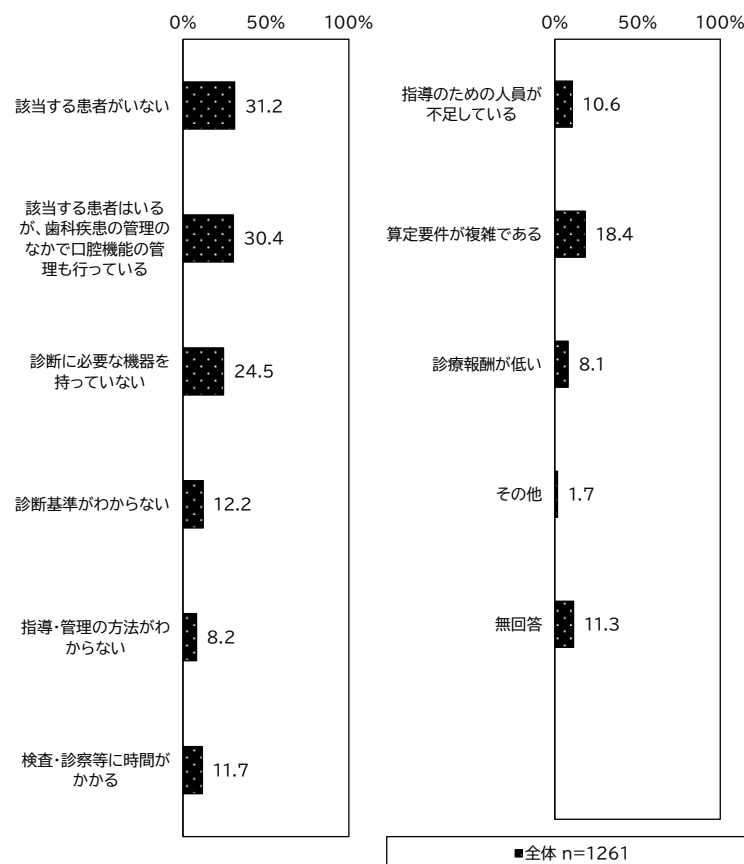 0% 50% 100%
該当する患者がいない
31.2
該当する患者はいる
が、歯科疾患の管理の
なかで口腔機能の管
理も行っている
30.4
診断に必要な機器を
持っていない
24.5
診断基準がわからない
12.2
指導・管理の方法がわ
からない
8.2
検査・診察等に時間が
かかる
11.7
0% 50% 100%
指導のための人員が
不足している
10.6
算定要件が複雑である
18.4
診療報酬が低い
8.1
その他
1.7
無回答
11.3
■全体 n=1261